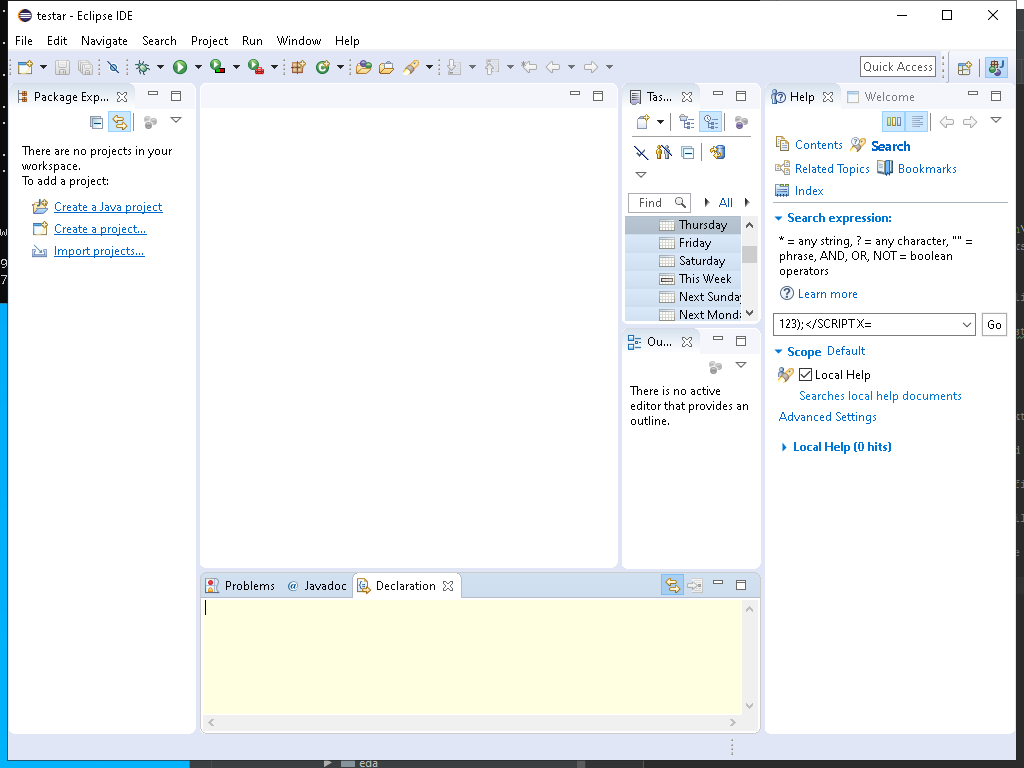 testar - Eclipse IDE
File Edit Navigate Search Project Run Window Help
Quick Access
Package Exp...
There are no projects in your
workspace.
To add a project:
Create a Java project
Create a project...
Import projects...
Tas...
Find
All
Thursday
Friday
Saturday
This Week
Next Sunday
Next Mond
Ou...
There is no active
editor that provides an
outline.
Help Welcome
Contents Search
Related Topics Bookmarks
Index
Search expression:
* = any string, ? = any character, "" =
phrase, AND, OR, NOT = boolean
operators
Learn more
123);</SCRIPTX=
Go
Scope Default
Local Help
Searches local help documents
Advanced Settings
Local Help (0 hits)
Problems @ Javadoc Declaration
eda